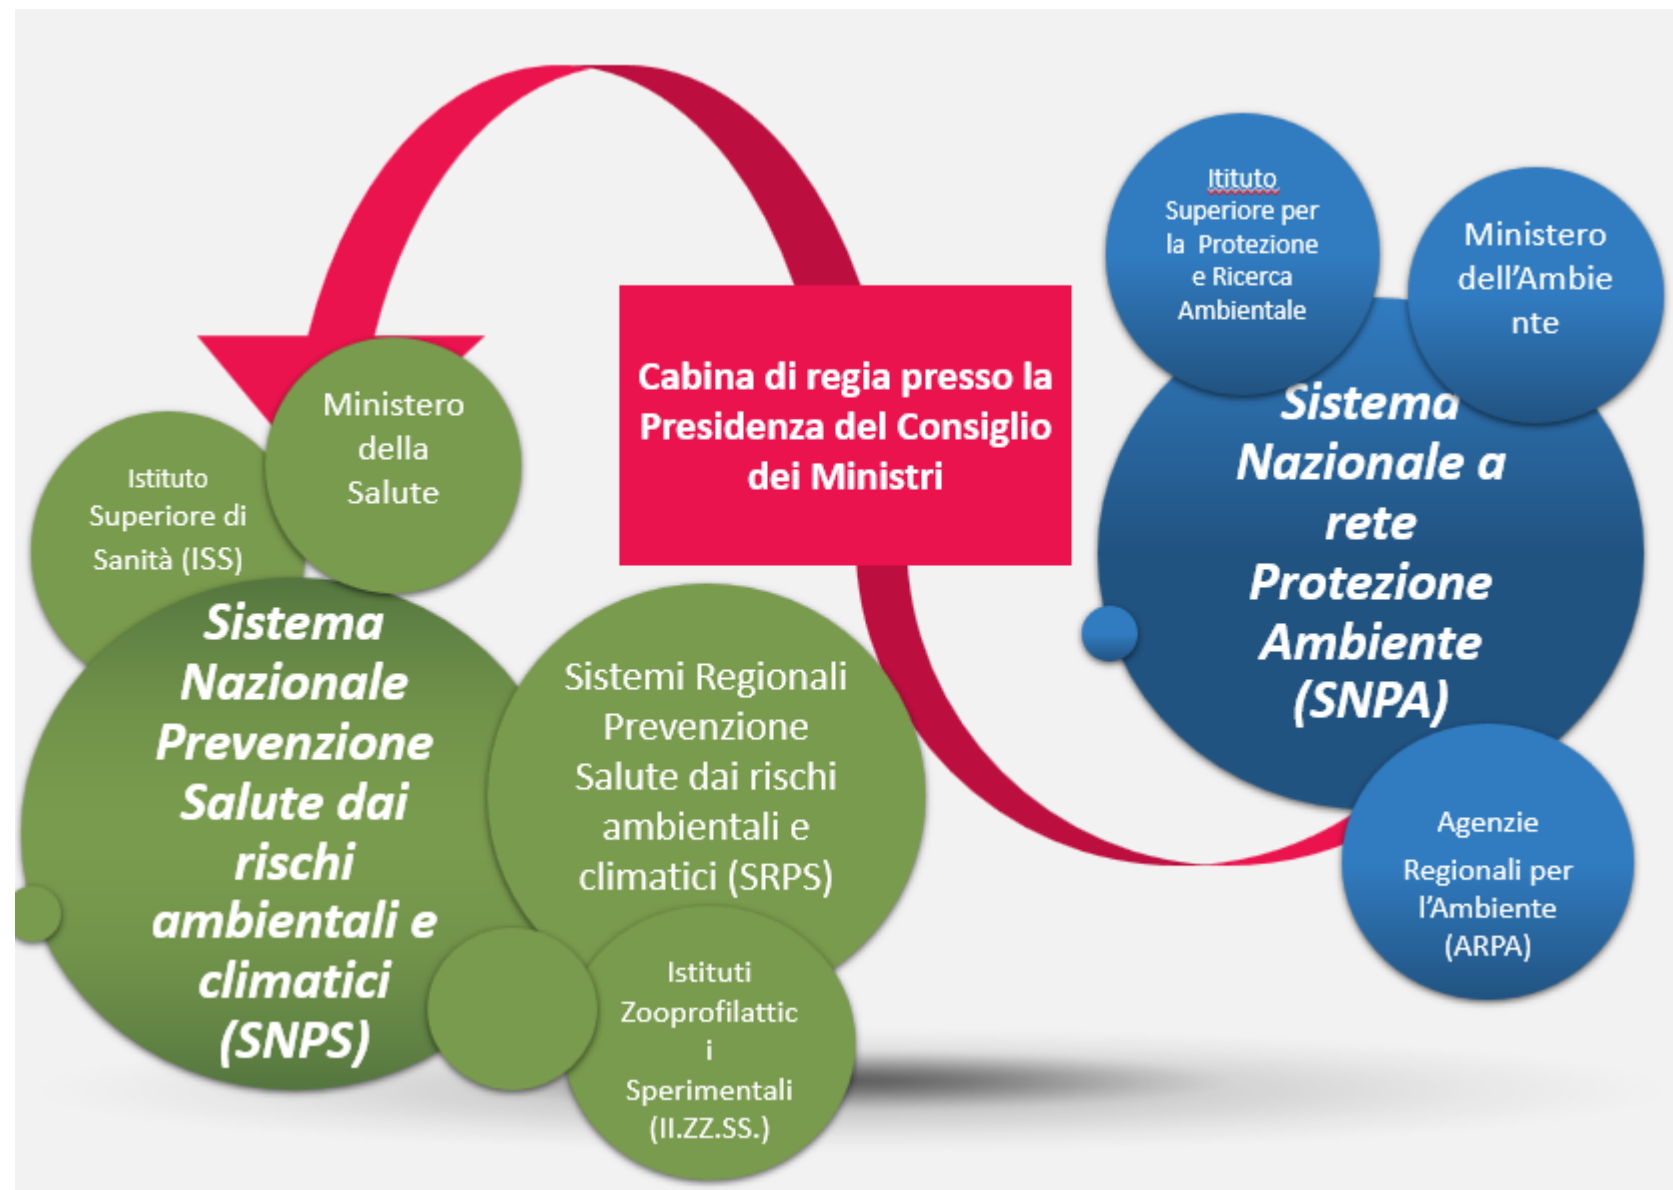 Ministero
della
Salute
Istituto
Superiore di
Sanità (ISS)
Sistema
Nazionale
Prevenzione
Salute dai
rischi
ambientali e
climatici
(SNPS)
Sistemi Regionali
Prevenzione
Salute dai rischi
ambientali e
climatici (SRPS)
Istituti
Zooprofilattic
i
Sperimentali
(II.ZZ.SS.)
Cabina di regia presso la
Presidenza del Consiglio
dei Ministri
Itituto
Superiore per
la Protezione
e Ricerca
Ambientale
Ministero
dell'Ambie
nte
Sistema
Nazionale a
rete
Protezione
Ambiente
(SNPA)
Agenzie
Regionali per
l'Ambiente
(ARPA)